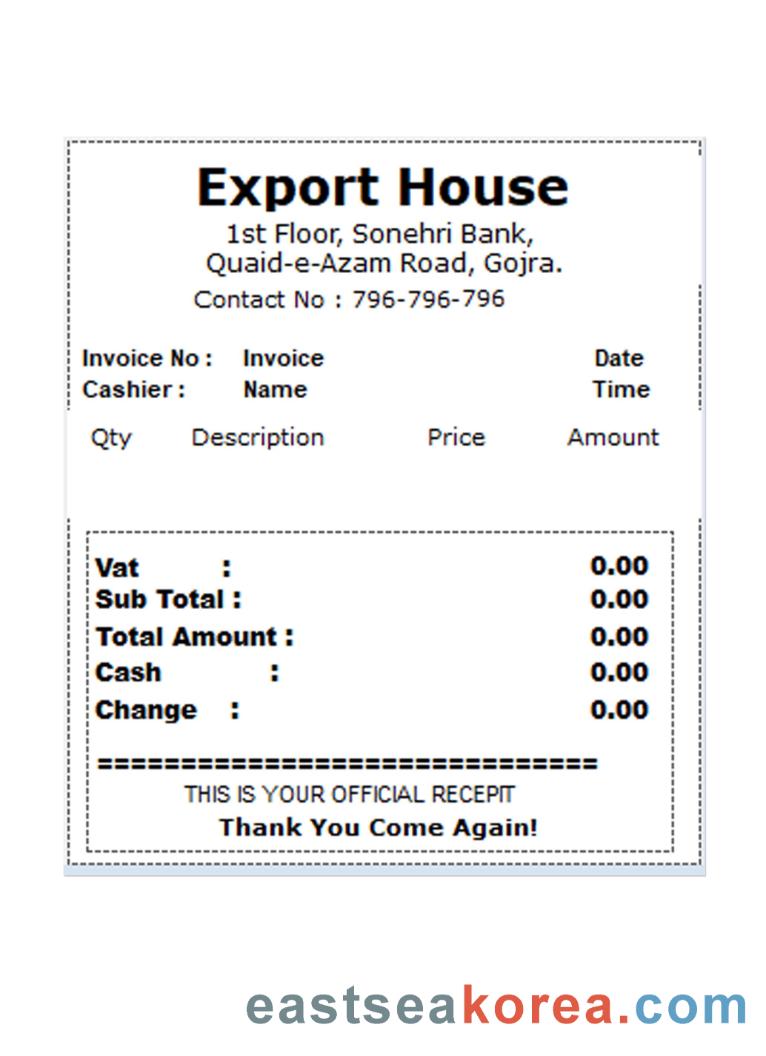 Export House
1st Floor, Sonehri Bank,
Quaid-e-Azam Road, Gojra.
Contact No : 796-796-796
Invoice No : Invoice Date
Cashier : Name Time
Qty Description Price Amount
Vat : 0.00
Sub Total : 0.00
Total Amount : 0.00
Cash : 0.00
Change : 0.00
==============================
THIS IS YOUR OFFICIAL RECEPIT
Thank You Come Again!
eastseakorea.com